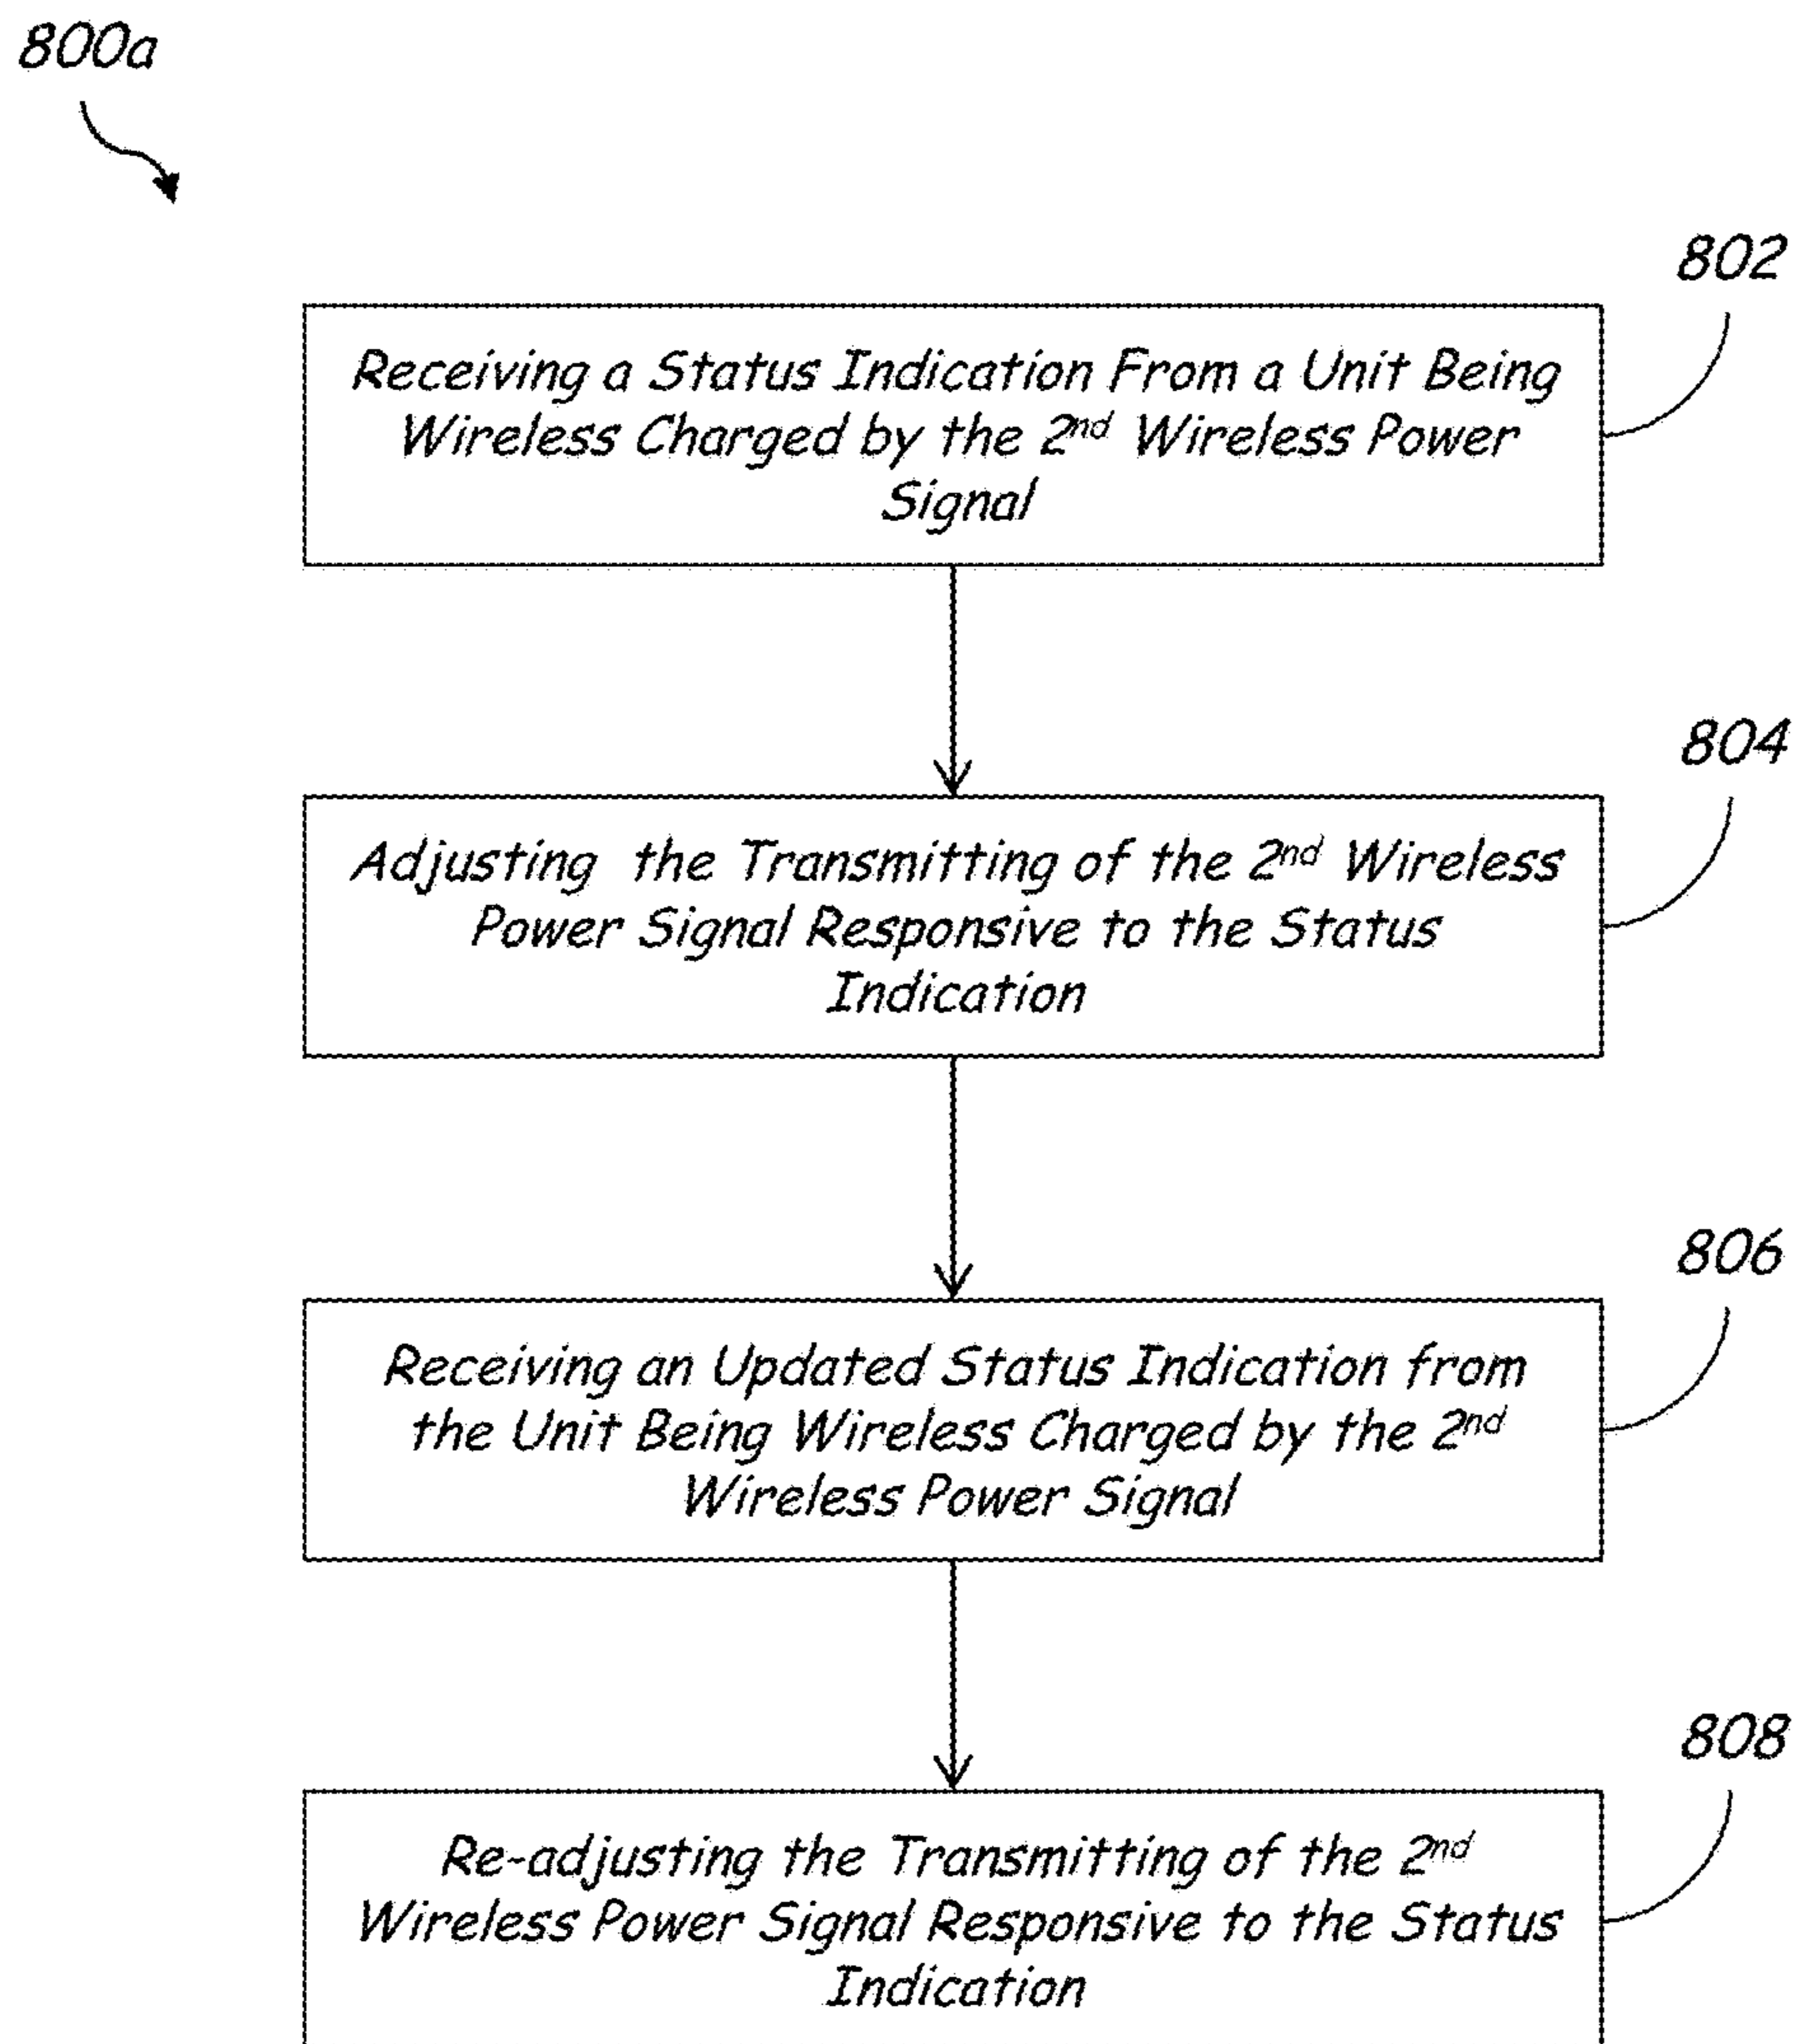 800a
802
Receiving a Status Indication From a Unit Being
Wireless Charged by the 2nd Wireless Power
Signal
804
Adjusting the Transmitting of the 2nd Wireless
Power Signal Responsive to the Status
Indication
806
Receiving an Updated Status Indication from
the Unit Being Wireless Charged by the 2nd
Wireless Power Signal
808
Re-adjusting the Transmitting of the 2nd
Wireless Power Signal Responsive to the Status
Indication